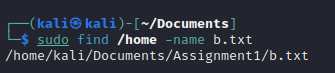 ┌──(kali㉿kali)-[~/Documents]
└─$ sudo find /home -name b.txt
/home/kali/Documents/Assignment1/b.txt